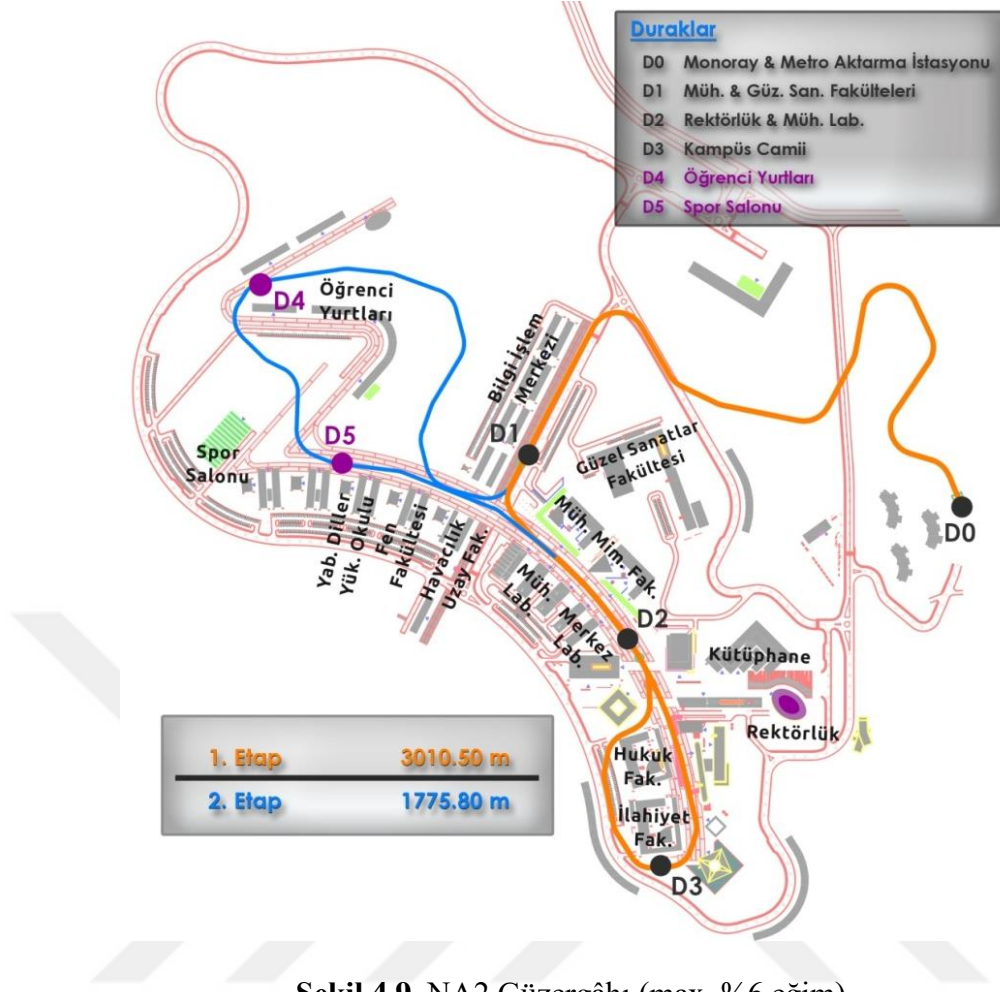 Duraklar
D0 Monoray & Metro Aktarma İstasyonu
D1 Müh. & Güz. San. Fakülteleri
D2 Rektörlük & Müh. Lab.
D3 Kampüs Camii
D4 Öğrenci Yurtları
D5 Spor Salonu
D4
Öğrenci
Yurtları
Bilgi İşlem
Merkezi
D1
Güzel Sanatlar
Fakültesi
D5
Spor
Salonu
D0
Yab. Diller
Yük. Okulu
Fen
Fakültesi
Havacılık
Uzay Fak.
Müh. Mim. Fak.
Müh.
Lab.
Merkez
Lab.
D2
Kütüphane
Rektörlük
Hukuk
Fak.
İlahiyet
Fak.
D3
1. Etap 3010.50 m
2. Etap 1775.80 m
Şekil 4.9. NA2 Güzergâhı (max. %6 eğim)